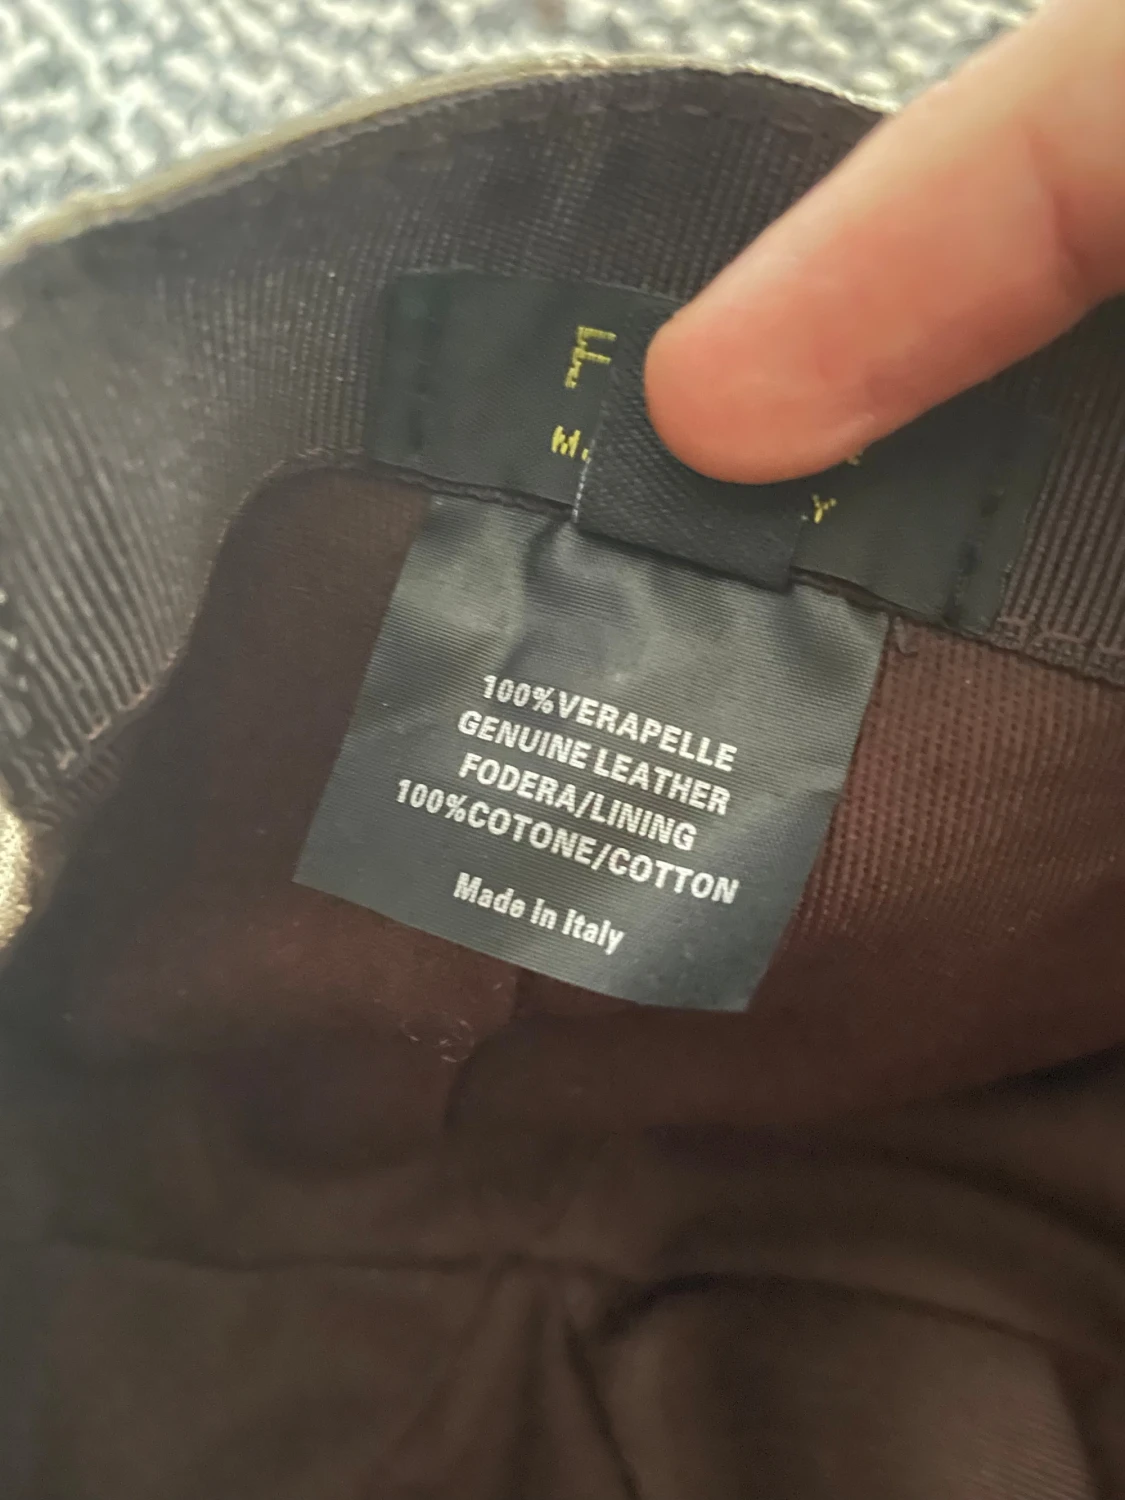 100%VERAPELLE
GENUINE LEATHER
FODERA/LINING
100%COTONE/COTTON
Made in Italy